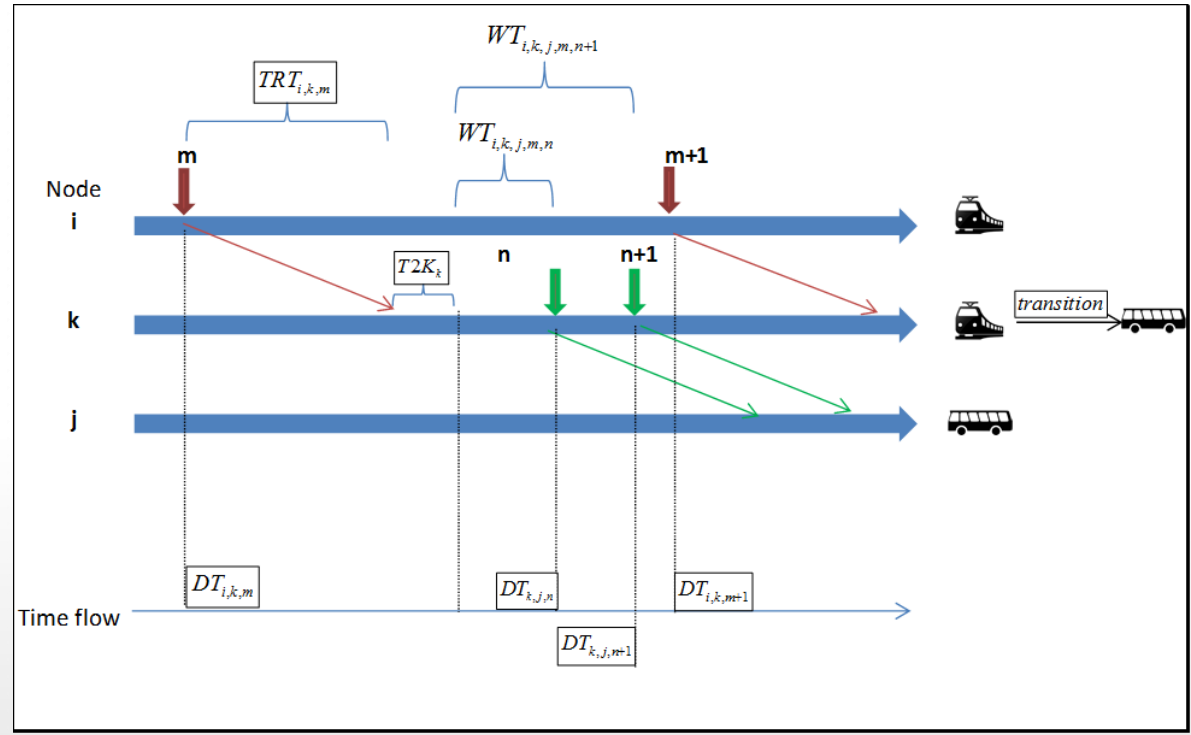 WT_{i,k,j,m,n+1}
TRT_{i,k,m}
WT_{i,k,j,m,n}
m
m+1
Node
i
T2K_k
n
n+1
k
transition
j
DT_{i,k,m}
DT_{k,j,n}
DT_{i,k,m+1}
Time flow
DT_{k,j,n+1}